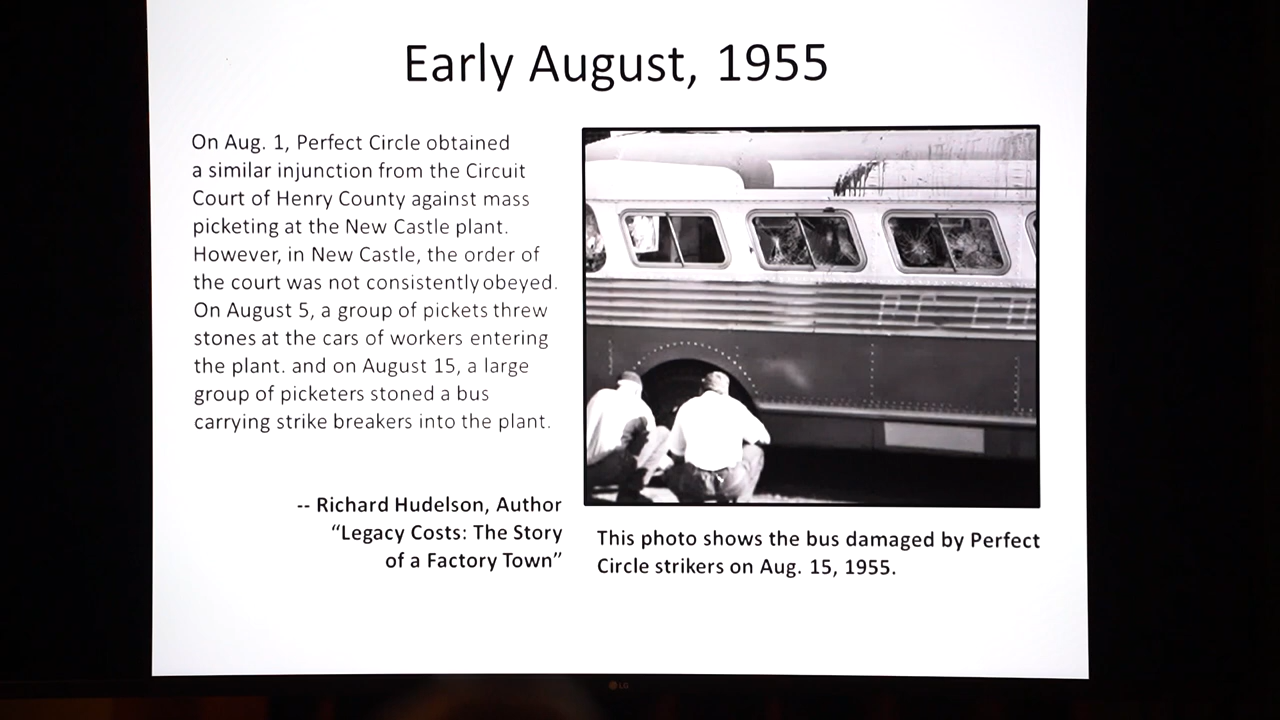 Early August, 1955
On Aug. 1, Perfect Circle obtained
a similar injunction from the Circuit
Court of Henry County against mass
picketing at the New Castle plant.
However, in New Castle, the order of
the court was not consistently obeyed.
On August 5, a group of pickets threw
stones at the cars of workers entering
the plant. and on August 15, a large
group of picketers stoned a bus
carrying strike breakers into the plant.
-- Richard Hudelson, Author
“Legacy Costs: The Story
of a Factory Town”
This photo shows the bus damaged by Perfect
Circle strikers on Aug. 15, 1955.
LG